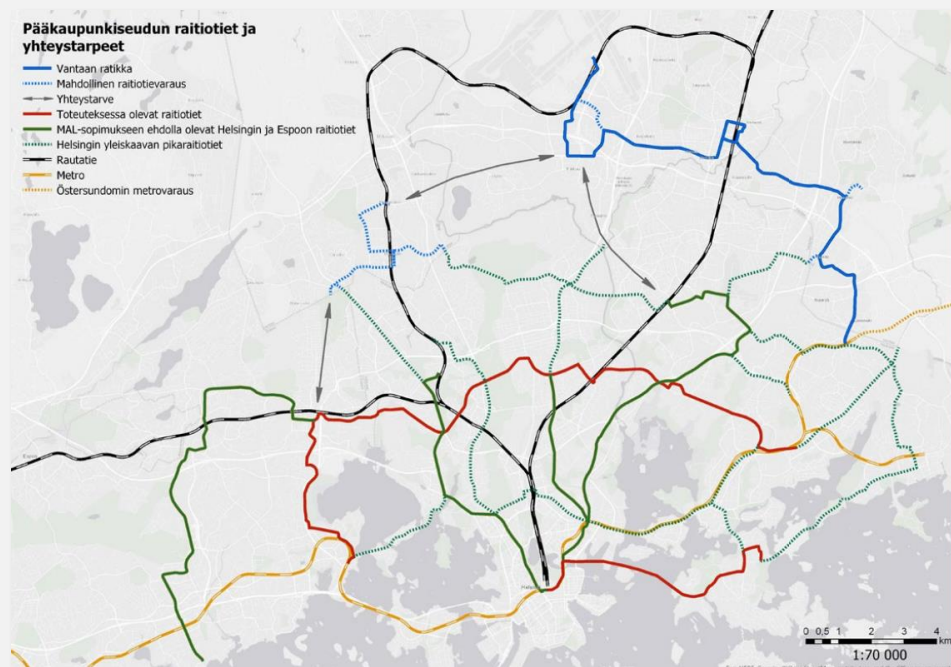 Pääkaupunkiseudun raitiotiet ja
yhteystarpeet
Vantaan ratikka
Mahdollinen raitiotievaraus
Yhteystarve
Toteutuksessa olevat raitiotiet
MAL-sopimukseen ehdolla olevat Helsingin ja Espoon raitiotiet
Helsingin yleiskaavan pikaraitiotiet
Rautatie
Metro
Östersundomin metrovaraus
0 0,5 1 2 3 4
km
1:70 000